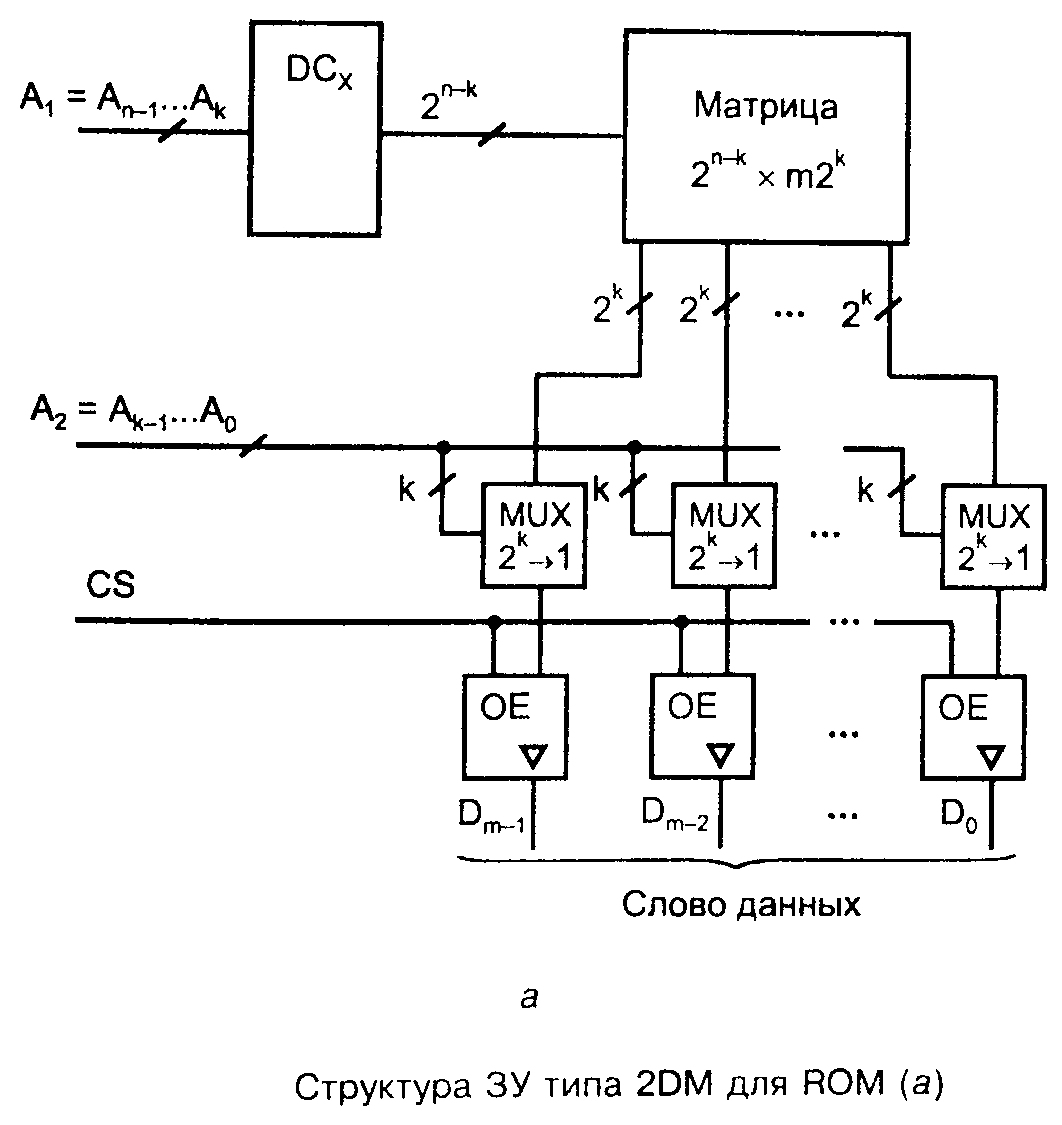 DCₓ
A₁ = Aₙ₋₁...Aₖ
2ⁿ⁻ᵏ
Матрица
2ⁿ⁻ᵏ × m2ᵏ
2ᵏ 2ᵏ ... 2ᵏ
A₂ = Aₖ₋₁...A₀
k k k
MUX 2ᵏ→1
MUX 2ᵏ→1
...
MUX 2ᵏ→1
CS
...
OE OE ... OE
Dₘ₋₁ Dₘ₋₂ ... D₀
Слово данных
а
Структура ЗУ типа 2DM для ROM (а)